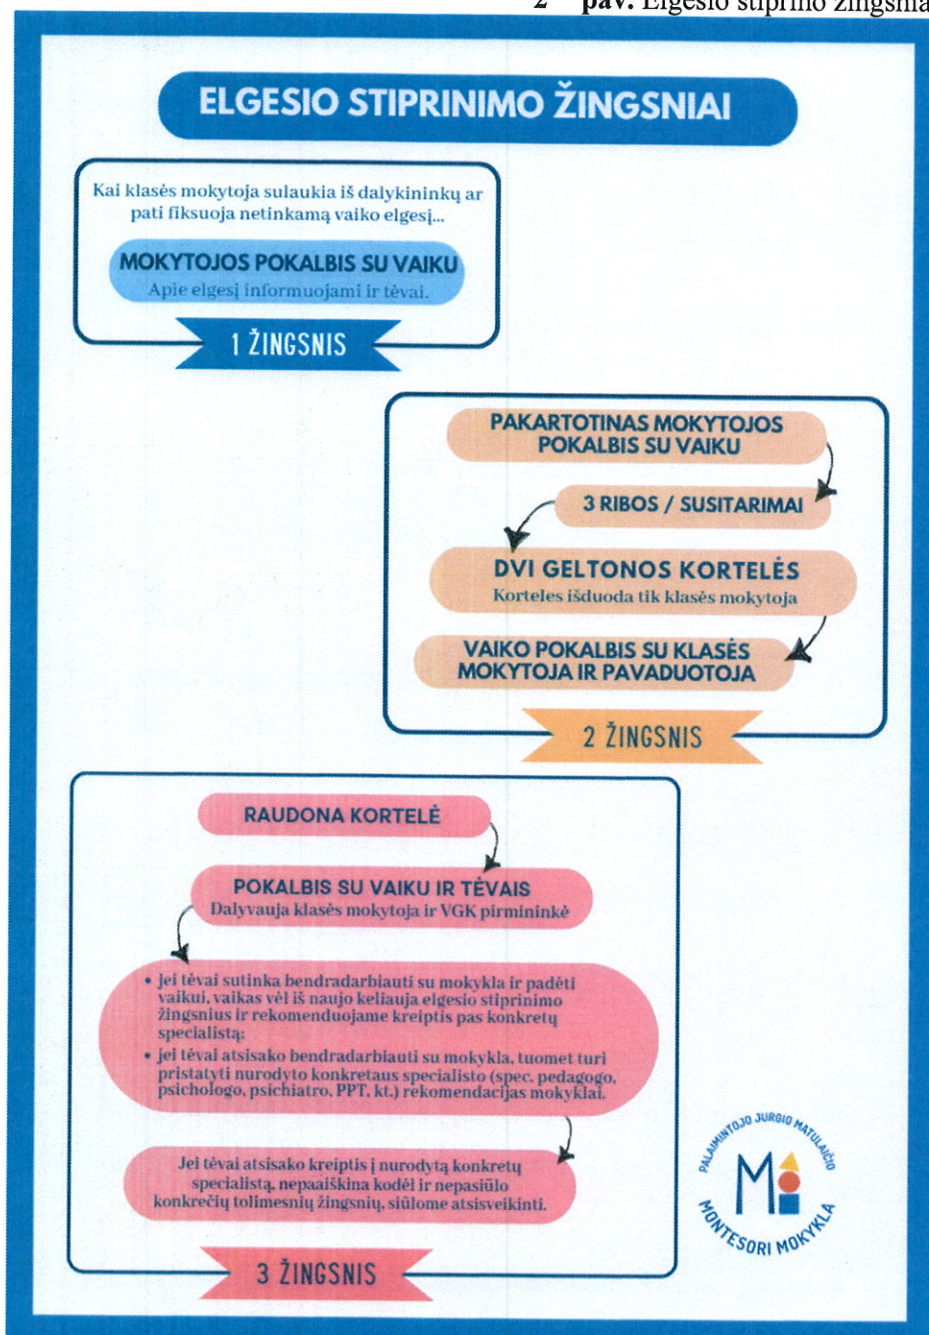 2 pav. Elgesio stiprino žingsnia
ELGESIO STIPRINIMO ŽINGSNIAI
Kai klasės mokytoja sulaukia iš dalykininkų ar
pati fiksuoja netinkamą vaiko elgesį...
MOKYTOJOS POKALBIS SU VAIKU
Apie elgesį informuojami ir tėvai.
1 ŽINGSNIS
PAKARTOTINAS MOKYTOJOS
POKALBIS SU VAIKU
3 RIBOS / SUSITARIMAI
DVI GELTONOS KORTELĖS
Korteles išduoda tik klasės mokytoja
VAIKO POKALBIS SU KLASĖS
MOKYTOJA IR PAVADUOTOJA
2 ŽINGSNIS
RAUDONA KORTELĖ
POKALBIS SU VAIKU IR TĖVAIS
Dalyvauja klasės mokytoja ir VGK pirmininkė
• Jei tėvai sutinka bendradarbiauti su mokykla ir padėti
vaikui, vaikas vėl iš naujo keliauja elgesio stiprinimo
žingsnius ir rekomenduojame kreiptis pas konkretų
specialistą;
• jei tėvai atsisako bendradarbiauti su mokykla, tuomet turi
pristatyti nurodyto konkretaus specialisto (spec. pedagogo,
psichologo, psichiatro, PPT, kt.) rekomendacijas mokyklai.
Jei tėvai atsisako kreiptis į nurodytą konkretų
specialistą, nepaaiškina kodėl ir nepasiūlo
konkrečių tolimesnių žingsnių, siūlome atsisveikinti.
3 ŽINGSNIS
PALAIMINTOJO JURGIO MATULAIČIO
M
MONTESORI MOKYKLA